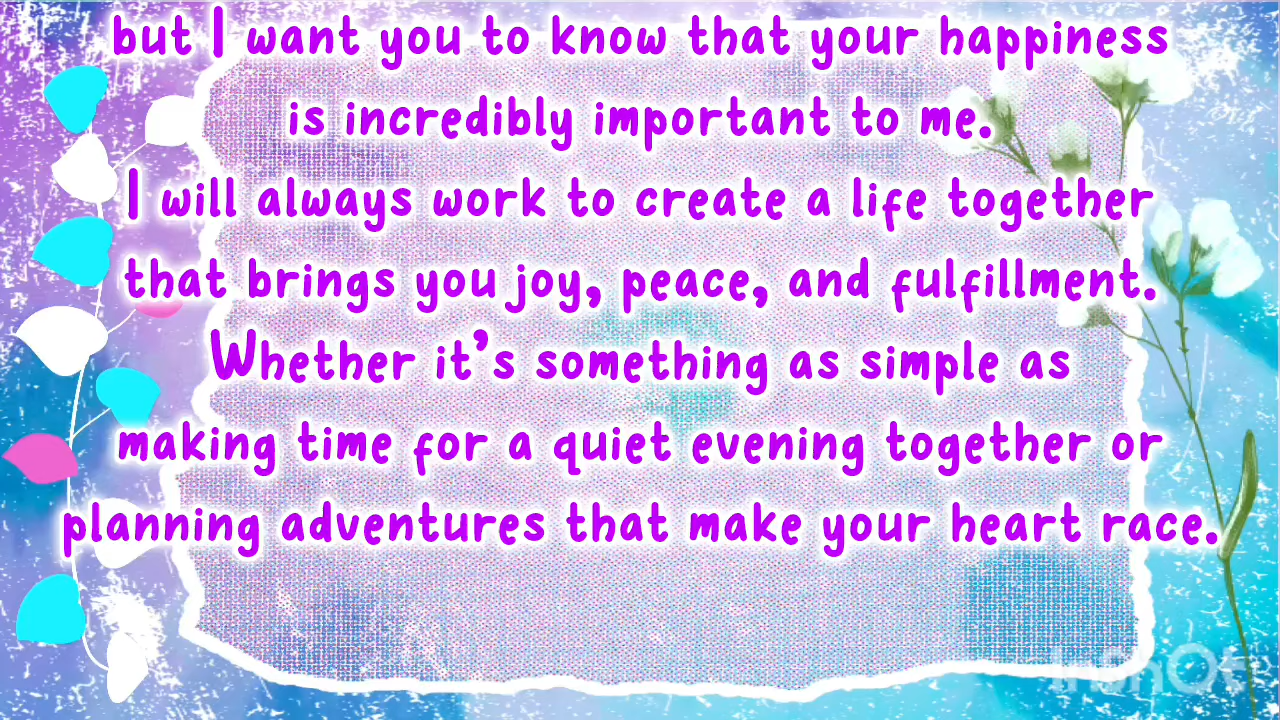 but I want you to know that your happiness
is incredibly important to me.
I will always work to create a life together
that brings you joy, peace, and fulfillment.
Whether it's something as simple as
making time for a quiet evening together or
planning adventures that make your heart race.
InShOt